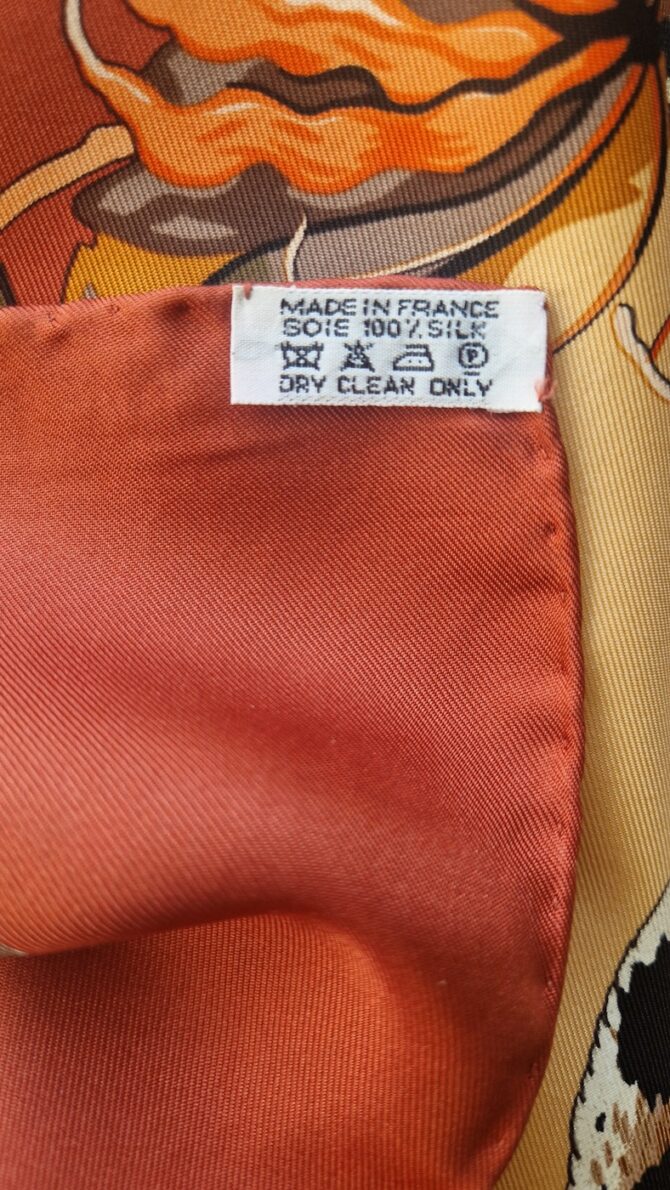 MADE IN FRANCE
SOIE 100% SILK
P
DRY CLEAN ONLY